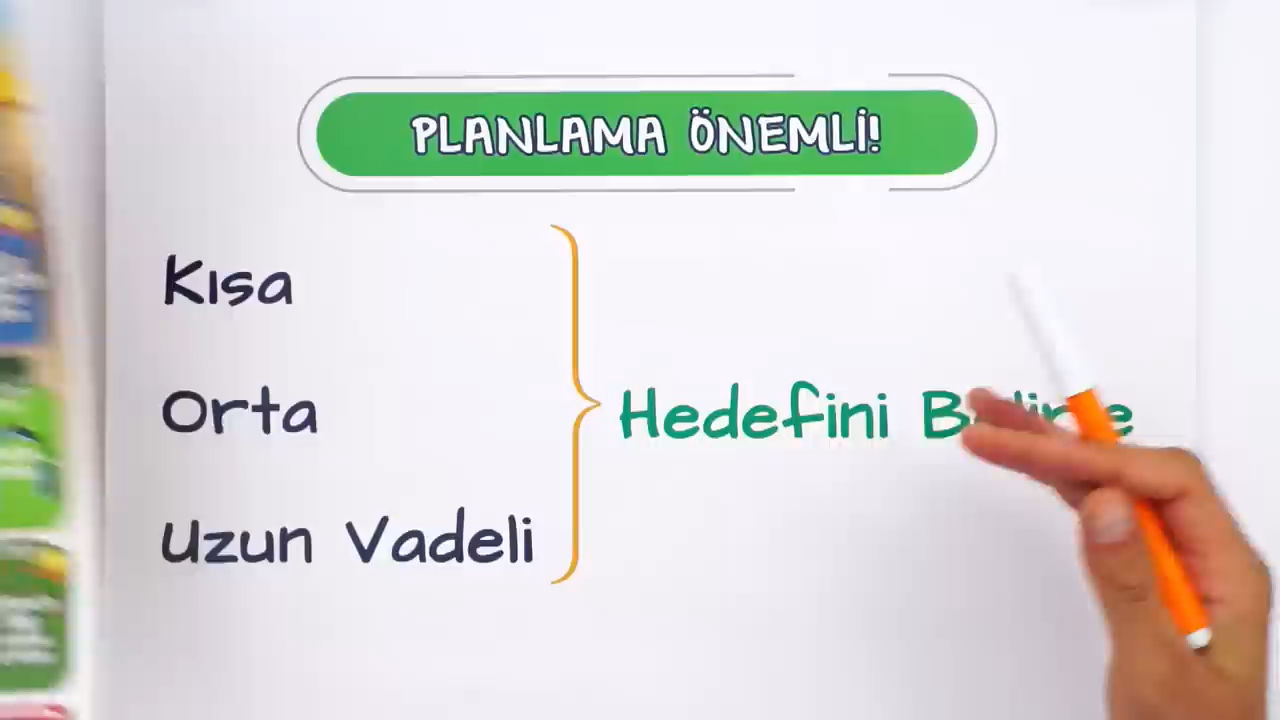 PLANLAMA ÖNEMLİ!
Kısa
Orta
Uzun Vadeli
Hedefini